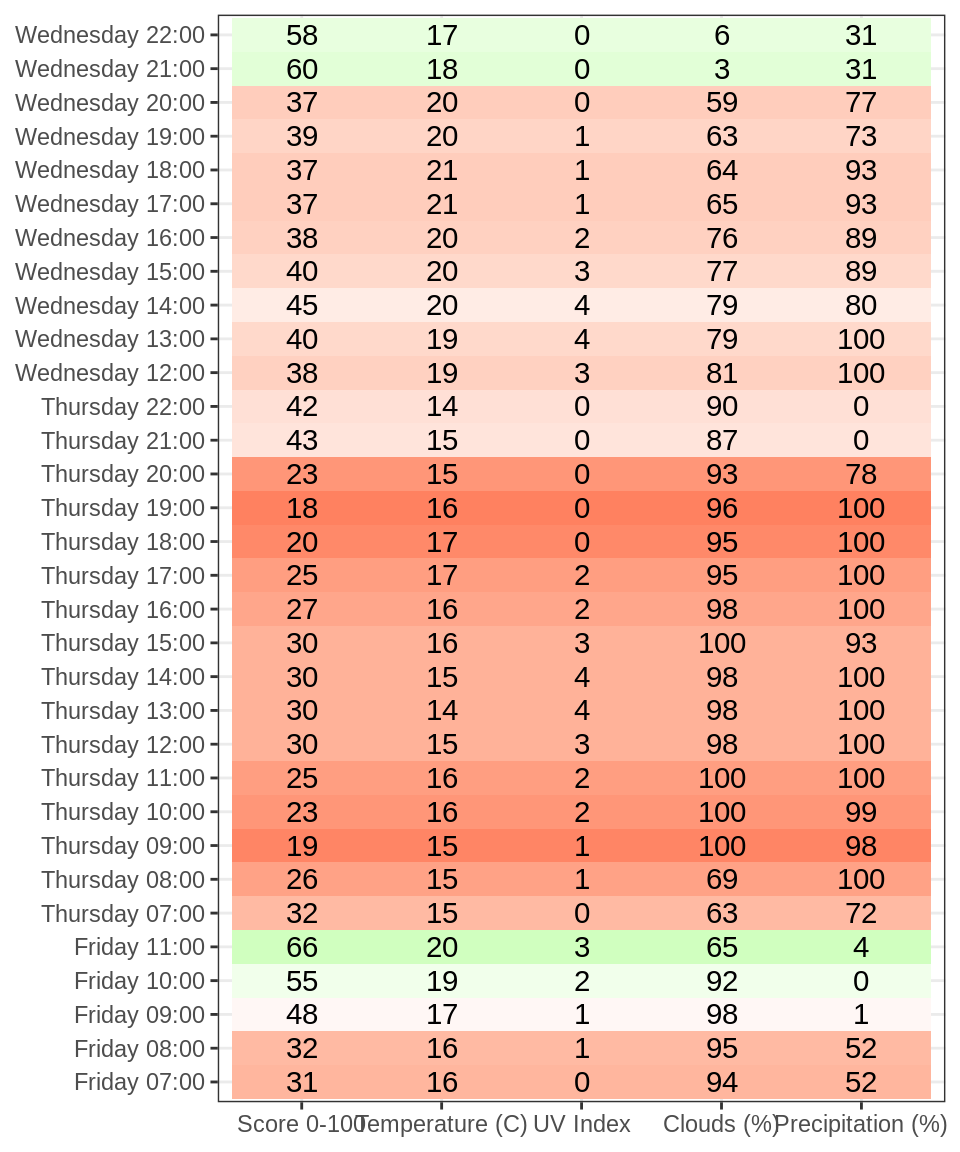 Wednesday 22:00 58 17 0 6 31
Wednesday 21:00 60 18 0 3 31
Wednesday 20:00 37 20 0 59 77
Wednesday 19:00 39 20 1 63 73
Wednesday 18:00 37 21 1 64 93
Wednesday 17:00 37 21 1 65 93
Wednesday 16:00 38 20 2 76 89
Wednesday 15:00 40 20 3 77 89
Wednesday 14:00 45 20 4 79 80
Wednesday 13:00 40 19 4 79 100
Wednesday 12:00 38 19 3 81 100
Thursday 22:00 42 14 0 90 0
Thursday 21:00 43 15 0 87 0
Thursday 20:00 23 15 0 93 78
Thursday 19:00 18 16 0 96 100
Thursday 18:00 20 17 0 95 100
Thursday 17:00 25 17 2 95 100
Thursday 16:00 27 16 2 98 100
Thursday 15:00 30 16 3 100 93
Thursday 14:00 30 15 4 98 100
Thursday 13:00 30 14 4 98 100
Thursday 12:00 30 15 3 98 100
Thursday 11:00 25 16 2 100 100
Thursday 10:00 23 16 2 100 99
Thursday 09:00 19 15 1 100 98
Thursday 08:00 26 15 1 69 100
Thursday 07:00 32 15 0 63 72
Friday 11:00 66 20 3 65 4
Friday 10:00 55 19 2 92 0
Friday 09:00 48 17 1 98 1
Friday 08:00 32 16 1 95 52
Friday 07:00 31 16 0 94 52
Score 0-100 Temperature (C) UV Index Clouds (%) Precipitation (%)